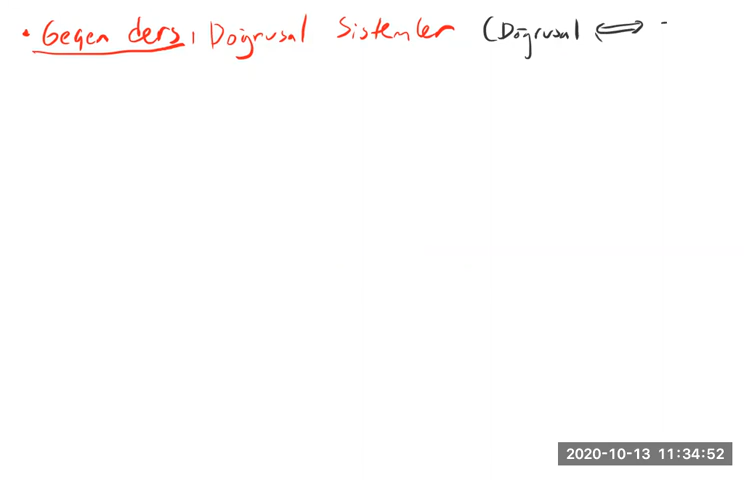 • Geçen ders, Doğrusal Sistemler (Doğrusal ⟺
2020-10-13 11:34:52